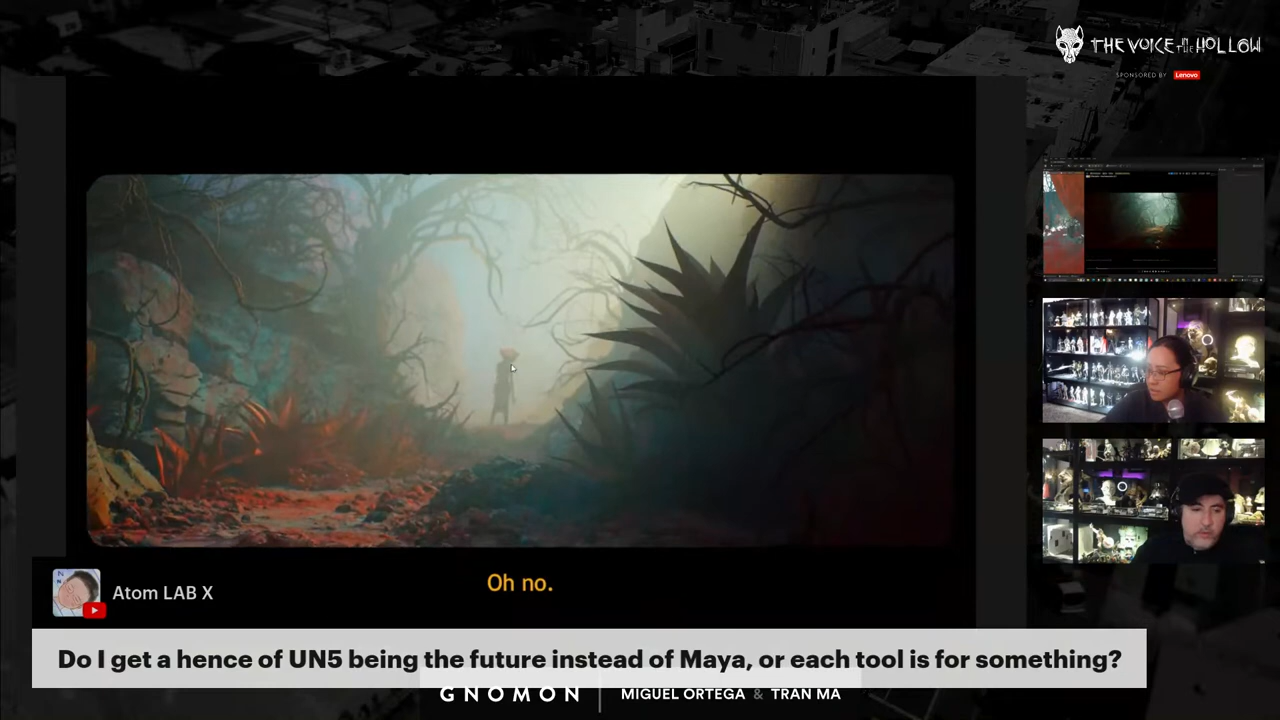 THE VOICE IN THE HOLLOW
SPONSORED BY Lenovo
Oh no.
Atom LAB X
Do I get a hence of UN5 being the future instead of Maya, or each tool is for something?
GNOMON
MIGUEL ORTEGA & TRAN MA